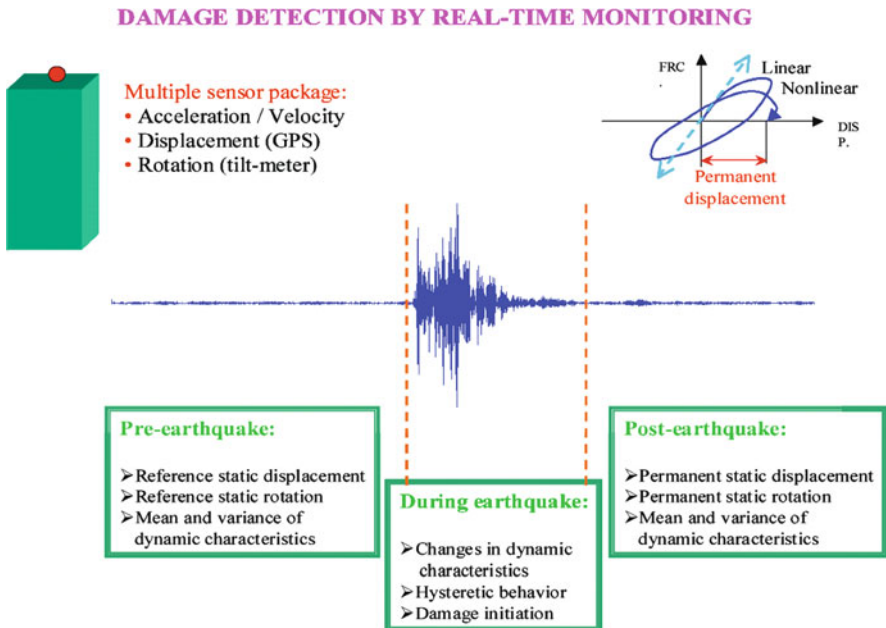 DAMAGE DETECTION BY REAL-TIME MONITORING
Multiple sensor package:
• Acceleration / Velocity
• Displacement (GPS)
• Rotation (tilt-meter)
FRC
.
Linear
Nonlinear
DIS
P.
Permanent
displacement
Pre-earthquake:
➢Reference static displacement
➢Reference static rotation
➢Mean and variance of
dynamic characteristics
During earthquake:
➢Changes in dynamic
characteristics
➢Hysteretic behavior
➢Damage initiation
Post-earthquake:
➢Permanent static displacement
➢Permanent static rotation
➢Mean and variance of
dynamic characteristics